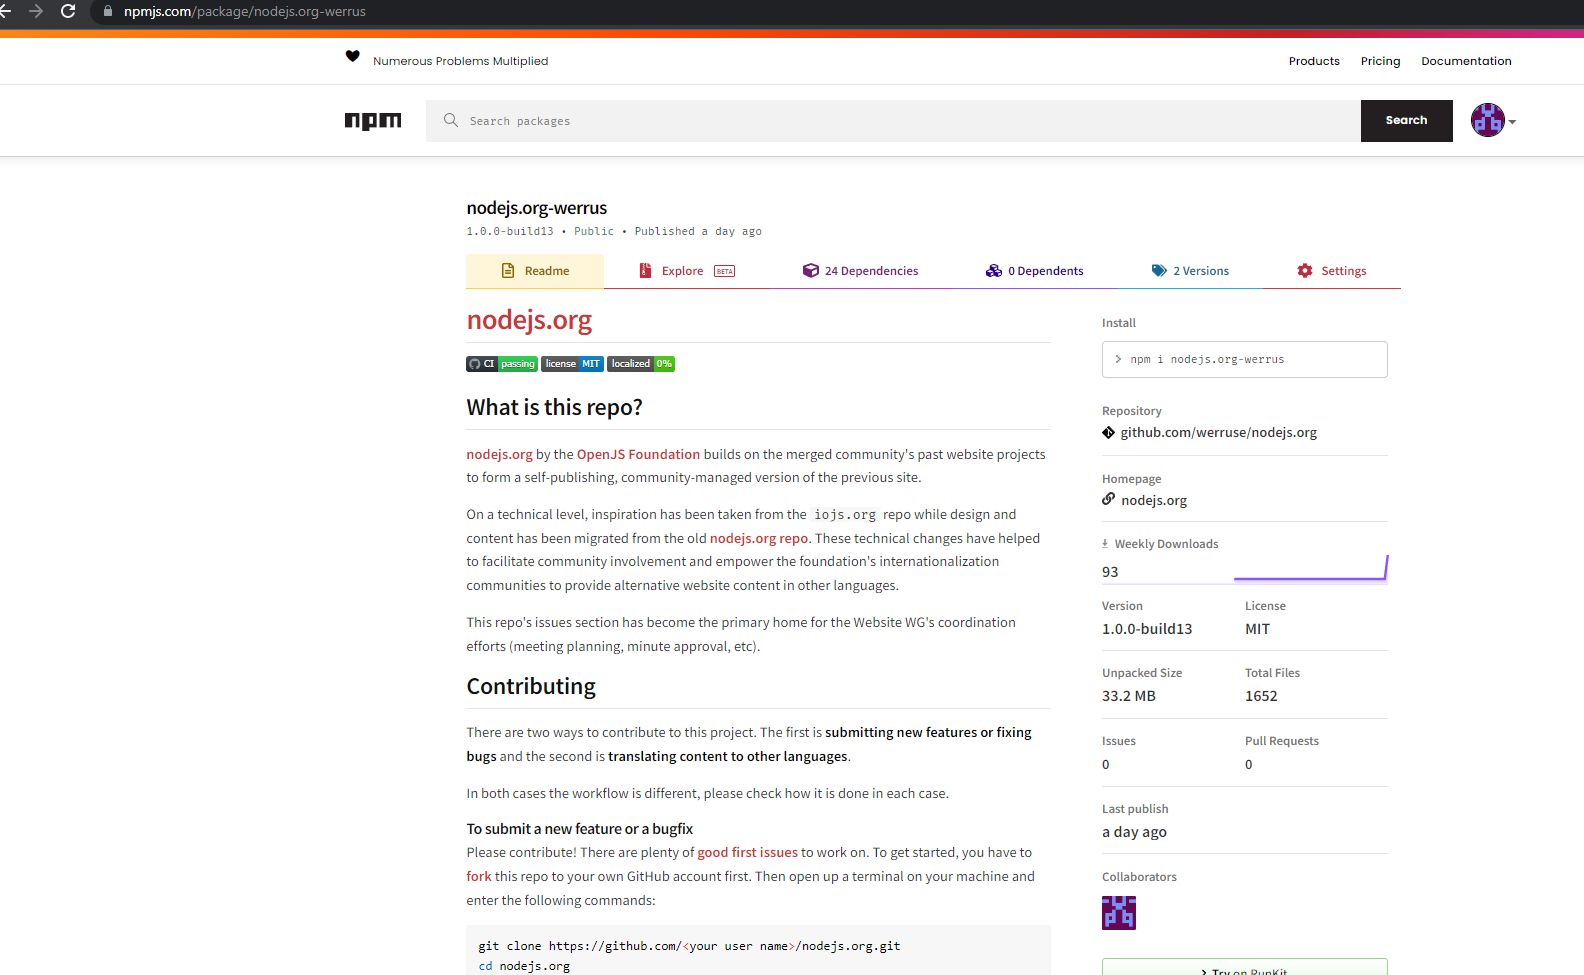 npmjs.com/package/nodejs.org-werrus
Numerous Problems Multiplied
Products
Pricing
Documentation
npm
Search packages
Search
nodejs.org-werrus
1.0.0-build13 • Public • Published a day ago
Readme
Explore BETA
24 Dependencies
0 Dependents
2 Versions
Settings
nodejs.org
CI passing license MIT localized 0%
What is this repo?
nodejs.org by the OpenJS Foundation builds on the merged community's past website projects
to form a self-publishing, community-managed version of the previous site.
On a technical level, inspiration has been taken from the iojs.org repo while design and
content has been migrated from the old nodejs.org repo. These technical changes have helped
to facilitate community involvement and empower the foundation's internationalization
communities to provide alternative website content in other languages.
This repo's issues section has become the primary home for the Website WG's coordination
efforts (meeting planning, minute approval, etc).
Contributing
There are two ways to contribute to this project. The first is submitting new features or fixing
bugs and the second is translating content to other languages.
In both cases the workflow is different, please check how it is done in each case.
To submit a new feature or a bugfix
Please contribute! There are plenty of good first issues to work on. To get started, you have to
fork this repo to your own GitHub account first. Then open up a terminal on your machine and
enter the following commands:
git clone https://github.com/<your user name>/nodejs.org.git
cd nodejs.org
Install
> npm i nodejs.org-werrus
Repository
github.com/werruse/nodejs.org
Homepage
nodejs.org
Weekly Downloads
93
Version
License
1.0.0-build13
MIT
Unpacked Size
Total Files
33.2 MB
1652
Issues
Pull Requests
0
0
Last publish
a day ago
Collaborators
Try on RunKit